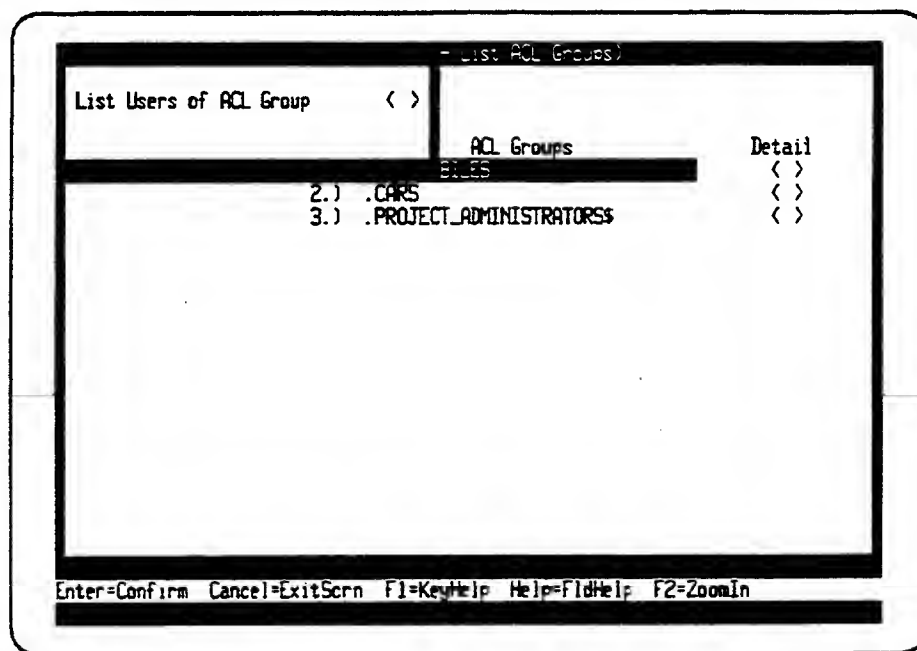 - List ACL Groups)
List Users of ACL Group < >
ACL Groups Detail
BILES < >
2.) .CARS < >
3.) .PROJECT_ADMINISTRATORS$ < >
Enter=Confirm Cancel=ExitScrn F1=KeyHelp Help=FldHelp F2=ZoomIn